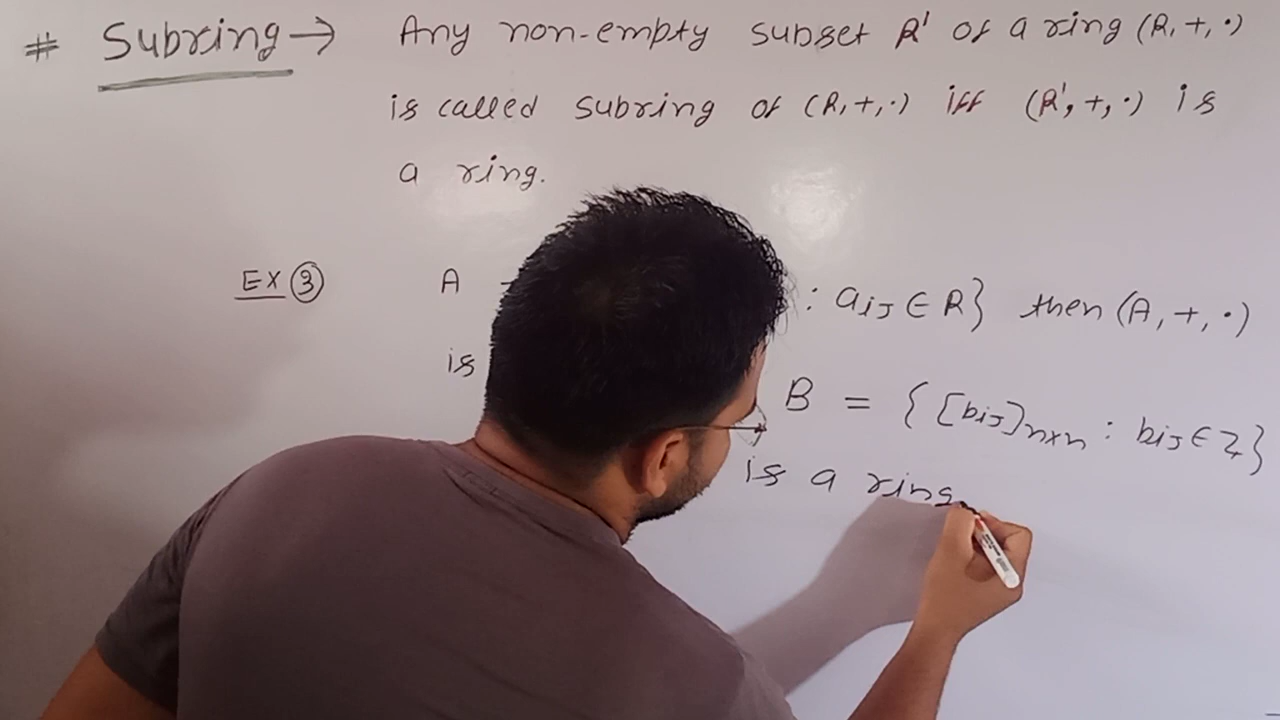 # Subring → Any non-empty subset R' of a ring (R, +, ·)
is called subring of (R, +, ·) iff (R', +, ·) is
a ring.
EX ③ A : aij ∈ R} then (A, +, ·)
is B = {[bij]n×n : bij ∈ Z}
is a ring